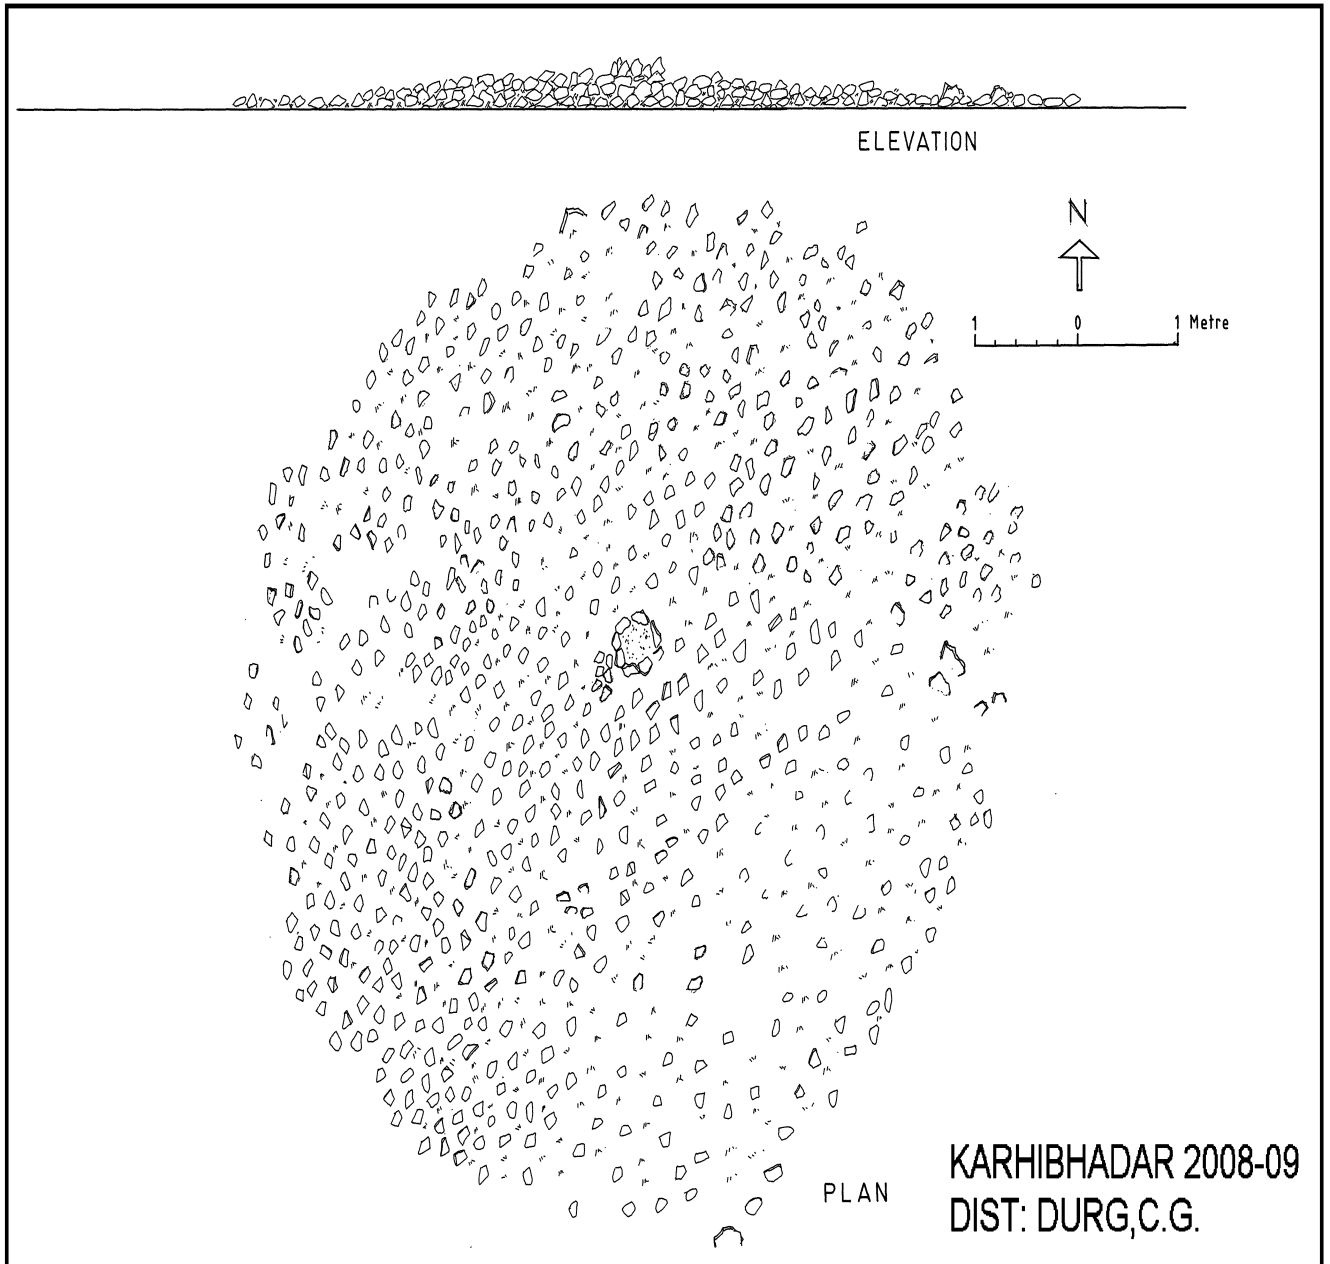 ELEVATION
N
1 0 1 Metre
PLAN
KARHIBHADAR 2008-09
DIST: DURG,C.G.